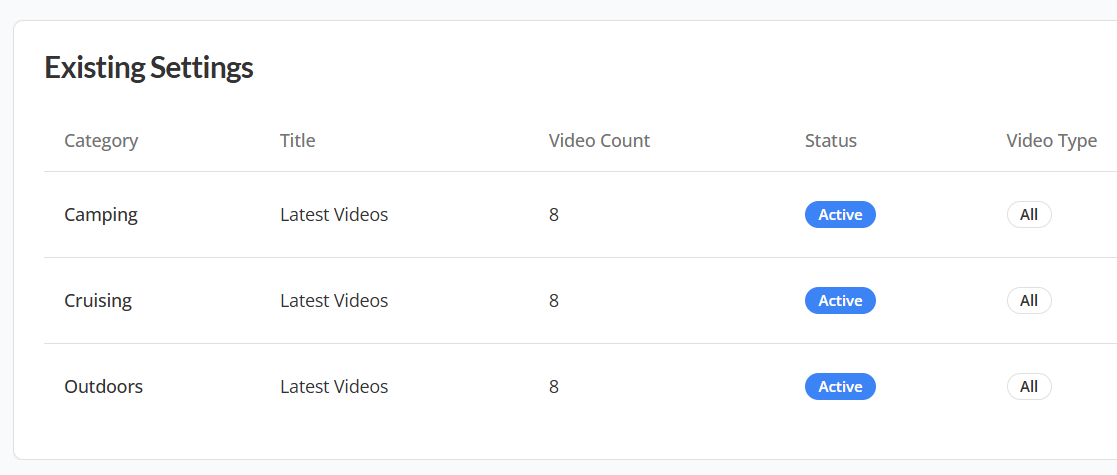 Existing Settings
Category Title Video Count Status Video Type
Camping Latest Videos 8 Active All
Cruising Latest Videos 8 Active All
Outdoors Latest Videos 8 Active All